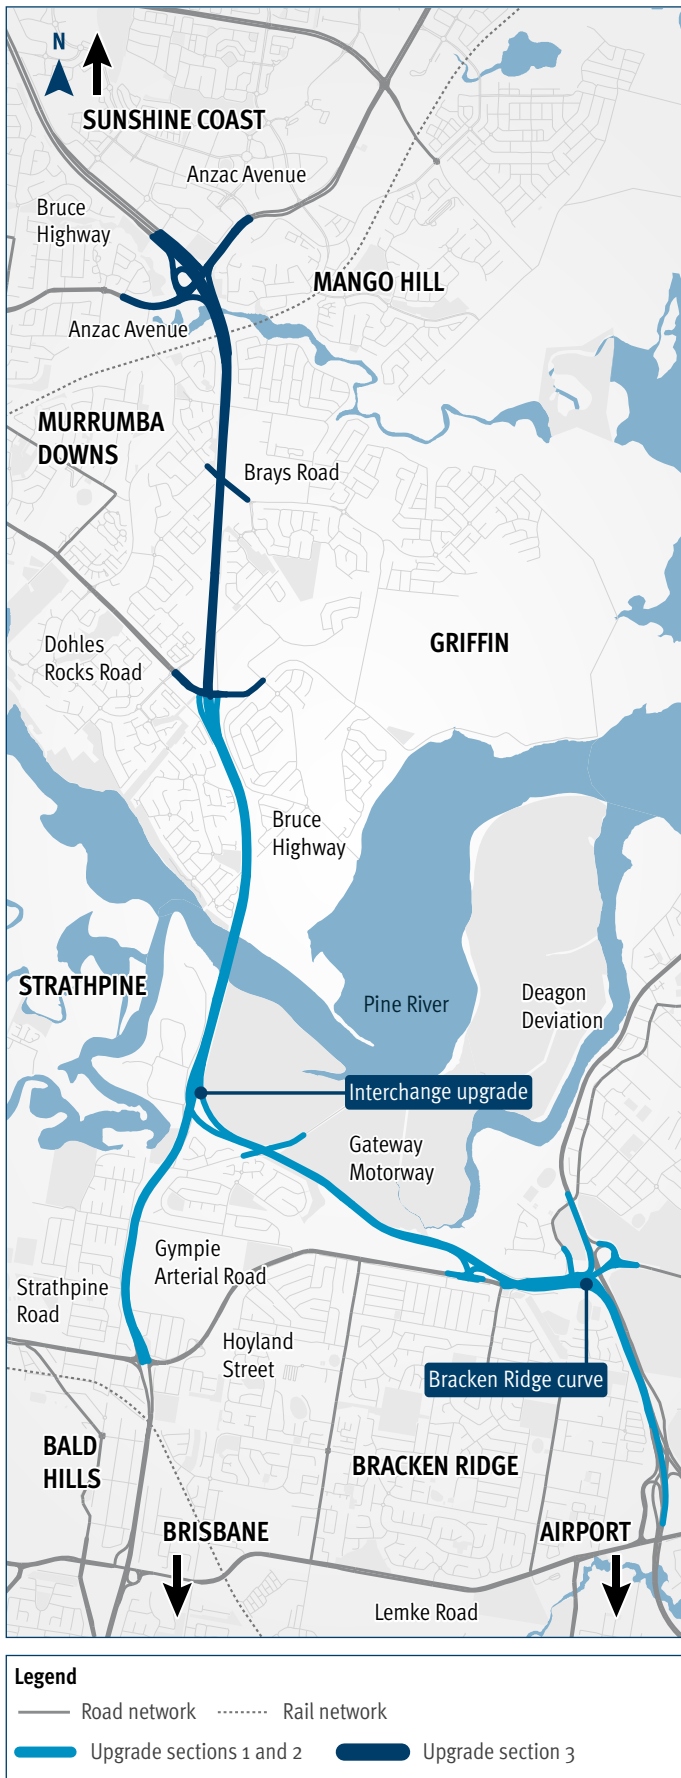 N
SUNSHINE COAST
Anzac Avenue
Bruce
Highway
MANGO HILL
Anzac Avenue
MURRUMBA
DOWNS
Brays Road
GRIFFIN
Dohles
Rocks Road
Bruce
Highway
STRATHPINE
Pine River
Deagon
Deviation
Interchange upgrade
Gateway
Motorway
Gympie
Arterial Road
Strathpine
Road
Hoyland
Street
Bracken Ridge curve
BALD
HILLS
BRACKEN RIDGE
BRISBANE
AIRPORT
Lemke Road
Legend
Road network
Rail network
Upgrade sections 1 and 2
Upgrade section 3